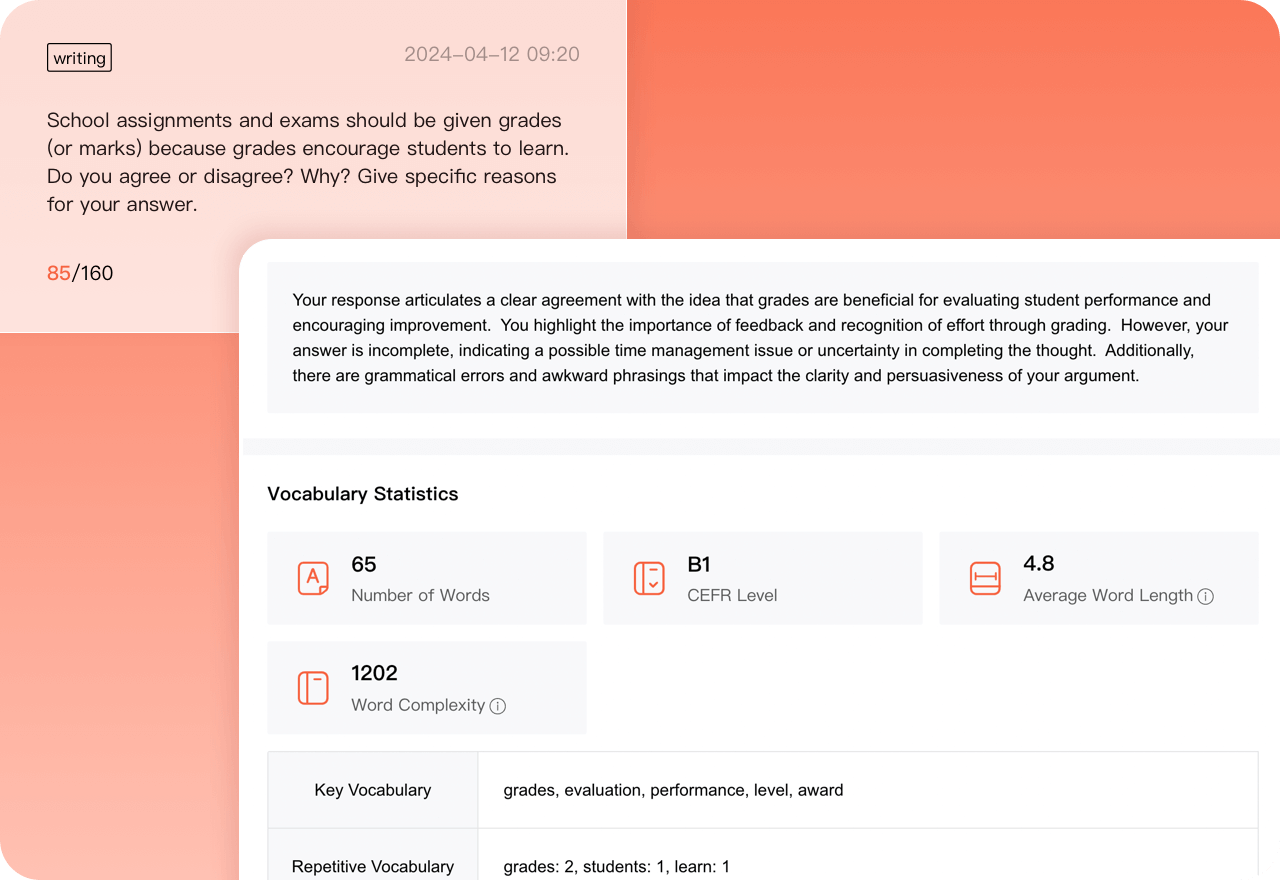 writing
2024–04–12 09:20
School assignments and exams should be given grades
(or marks) because grades encourage students to learn.
Do you agree or disagree? Why? Give specific reasons
for your answer.
85/160
Your response articulates a clear agreement with the idea that grades are beneficial for evaluating student performance and
encouraging improvement.  You highlight the importance of feedback and recognition of effort through grading.  However, your
answer is incomplete, indicating a possible time management issue or uncertainty in completing the thought.  Additionally,
there are grammatical errors and awkward phrasings that impact the clarity and persuasiveness of your argument.
Vocabulary Statistics
65
Number of Words
B1
CEFR Level
4.8
Average Word Length
1202
Word Complexity
Key Vocabulary
grades, evaluation, performance, level, award
Repetitive Vocabulary
grades: 2, students: 1, learn: 1